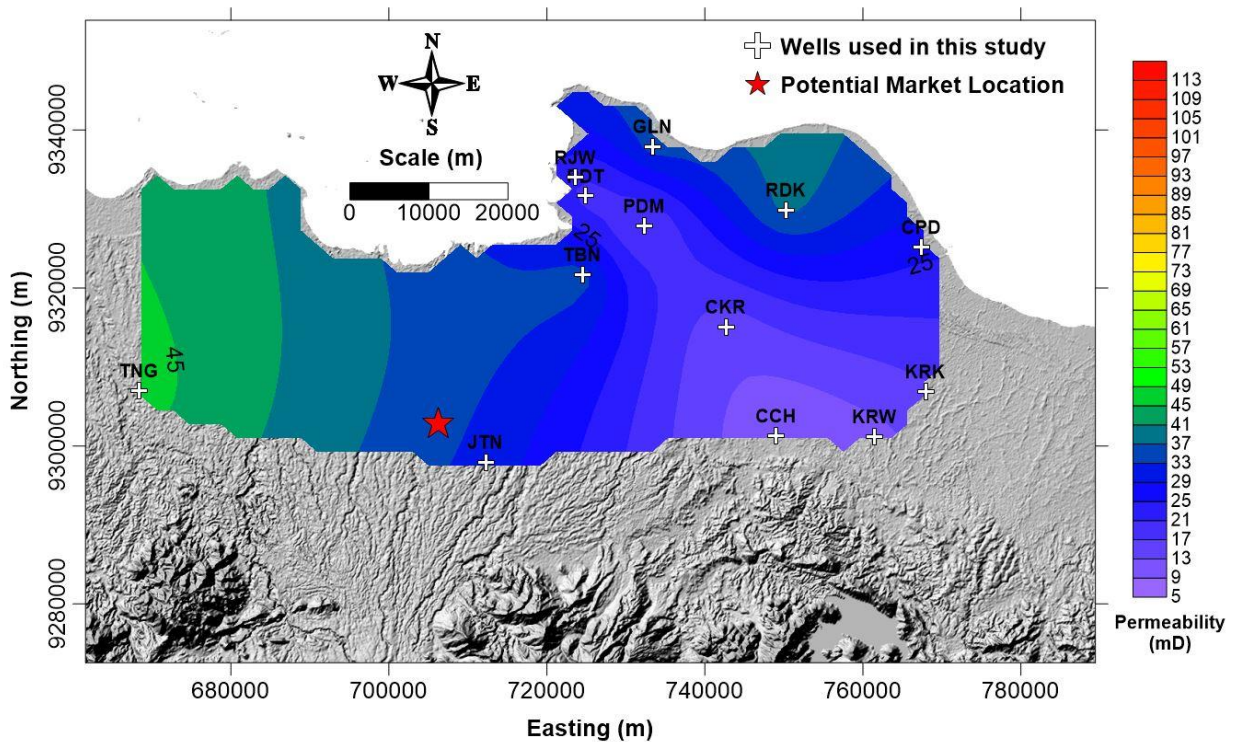 N
W E
S
Scale (m)
0 10000 20000
Wells used in this study
Potential Market Location
GLN
RJW
PDM
RDK
CPD
25
TBN
25
CKR
45
TNG
KRK
JTN
CCH
KRW
9340000
9320000
9300000
9280000
Northing (m)
680000 700000 720000 740000 760000 780000
Easting (m)
113
109
105
101
97
93
89
85
81
77
73
69
65
61
57
53
49
45
41
37
33
29
25
21
17
13
9
5
Permeability
(mD)